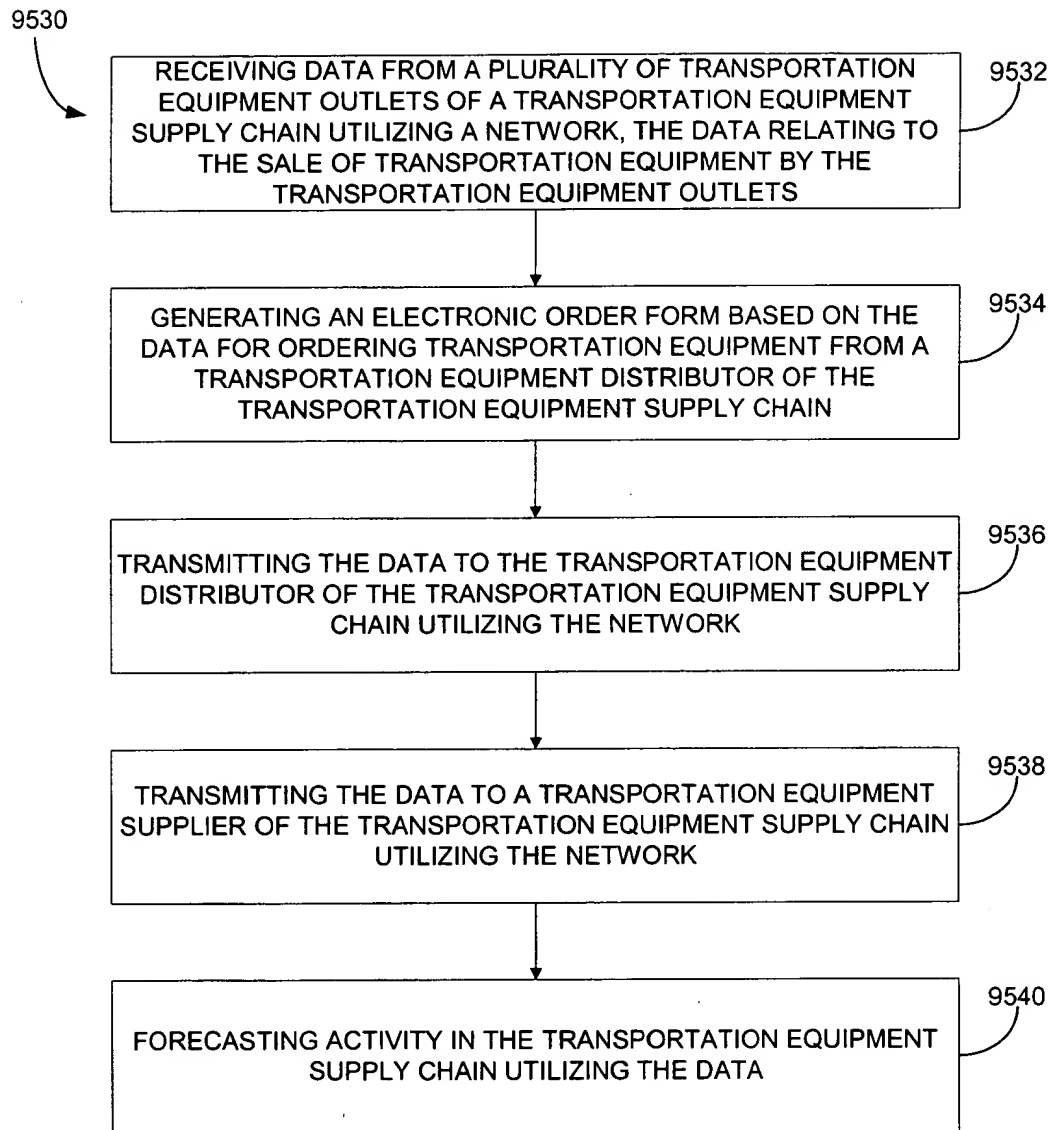 9530
RECEIVING DATA FROM A PLURALITY OF TRANSPORTATION
EQUIPMENT OUTLETS OF A TRANSPORTATION EQUIPMENT
SUPPLY CHAIN UTILIZING A NETWORK, THE DATA RELATING TO
THE SALE OF TRANSPORTATION EQUIPMENT BY THE
TRANSPORTATION EQUIPMENT OUTLETS
9532
GENERATING AN ELECTRONIC ORDER FORM BASED ON THE
DATA FOR ORDERING TRANSPORTATION EQUIPMENT FROM A
TRANSPORTATION EQUIPMENT DISTRIBUTOR OF THE
TRANSPORTATION EQUIPMENT SUPPLY CHAIN
9534
TRANSMITTING THE DATA TO THE TRANSPORTATION EQUIPMENT
DISTRIBUTOR OF THE TRANSPORTATION EQUIPMENT SUPPLY
CHAIN UTILIZING THE NETWORK
9536
TRANSMITTING THE DATA TO A TRANSPORTATION EQUIPMENT
SUPPLIER OF THE TRANSPORTATION EQUIPMENT SUPPLY CHAIN
UTILIZING THE NETWORK
9538
FORECASTING ACTIVITY IN THE TRANSPORTATION EQUIPMENT
SUPPLY CHAIN UTILIZING THE DATA
9540